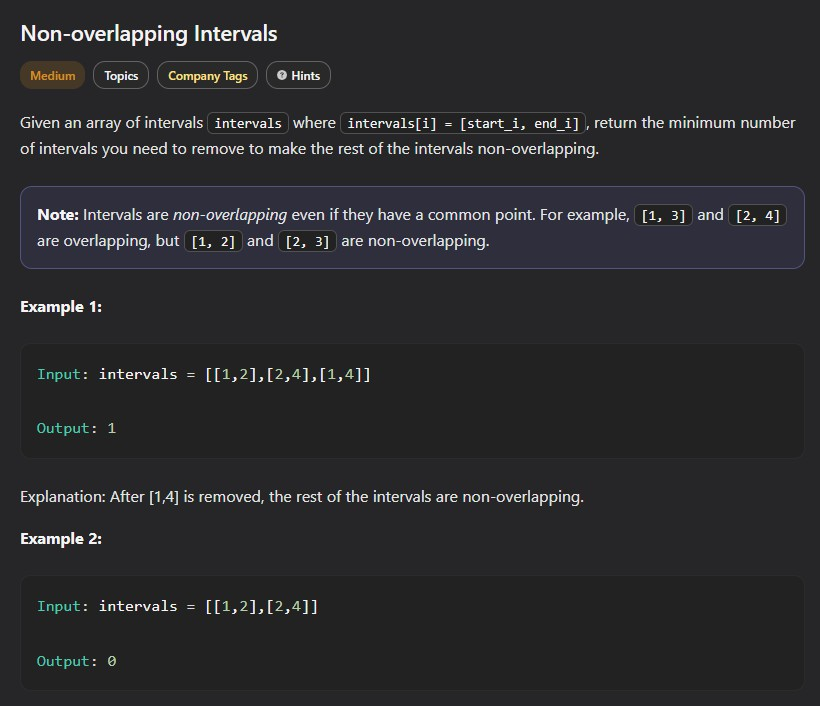 Non-overlapping Intervals
Medium Topics Company Tags Hints
Given an array of intervals intervals where intervals[i] = [start_i, end_i], return the minimum number
of intervals you need to remove to make the rest of the intervals non-overlapping.
Note: Intervals are non-overlapping even if they have a common point. For example, [1, 3] and [2, 4]
are overlapping, but [1, 2] and [2, 3] are non-overlapping.
Example 1:
Input: intervals = [[1,2],[2,4],[1,4]]
Output: 1
Explanation: After [1,4] is removed, the rest of the intervals are non-overlapping.
Example 2:
Input: intervals = [[1,2],[2,4]]
Output: 0